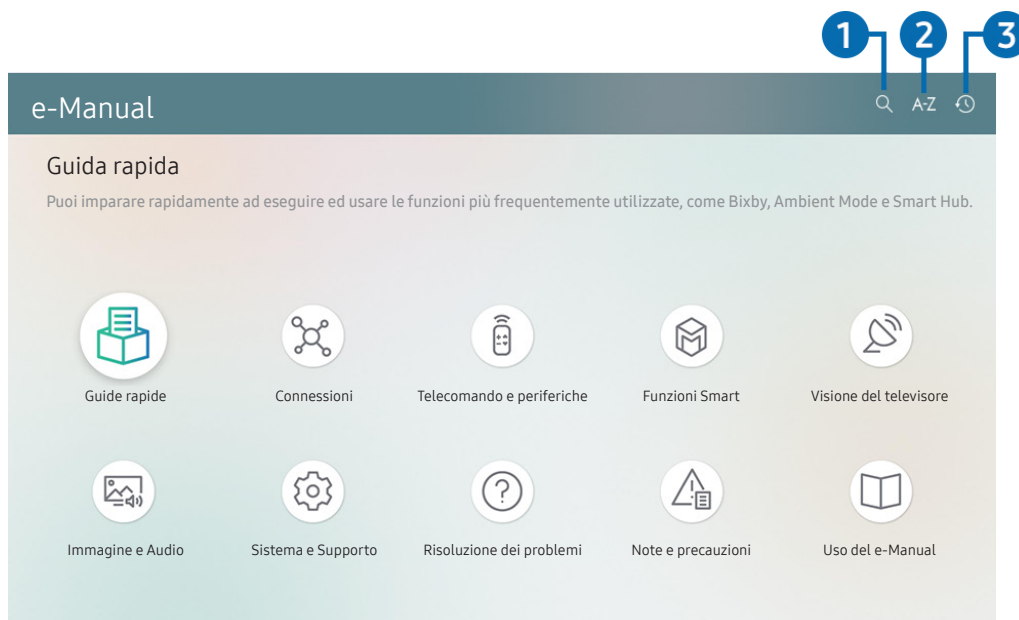 1 2 3
e-Manual A-Z
Guida rapida
Puoi imparare rapidamente ad eseguire ed usare le funzioni più frequentemente utilizzate, come Bixby, Ambient Mode e Smart Hub.
Guide rapide Connessioni Telecomando e periferiche Funzioni Smart Visione del televisore
Immagine e Audio Sistema e Supporto Risoluzione dei problemi Note e precauzioni Uso del e-Manual